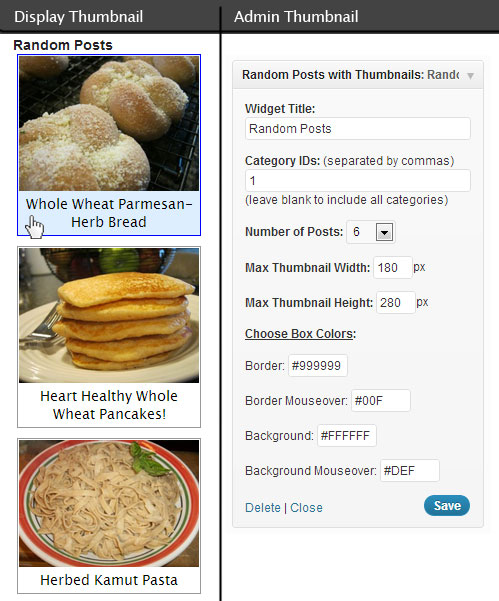 Display Thumbnail
Admin Thumbnail
Random Posts
Whole Wheat Parmesan-
Herb Bread
Heart Healthy Whole
Wheat Pancakes!
Herbed Kamut Pasta
Random Posts with Thumbnails: Rando
Widget Title:
Random Posts
Category IDs: (separated by commas)
1
(leave blank to include all categories)
Number of Posts: 6
Max Thumbnail Width: 180 px
Max Thumbnail Height: 280 px
Choose Box Colors:
Border: #999999
Border Mouseover: #00F
Background: #FFFFFF
Background Mouseover: #DEF
Delete | Close
Save